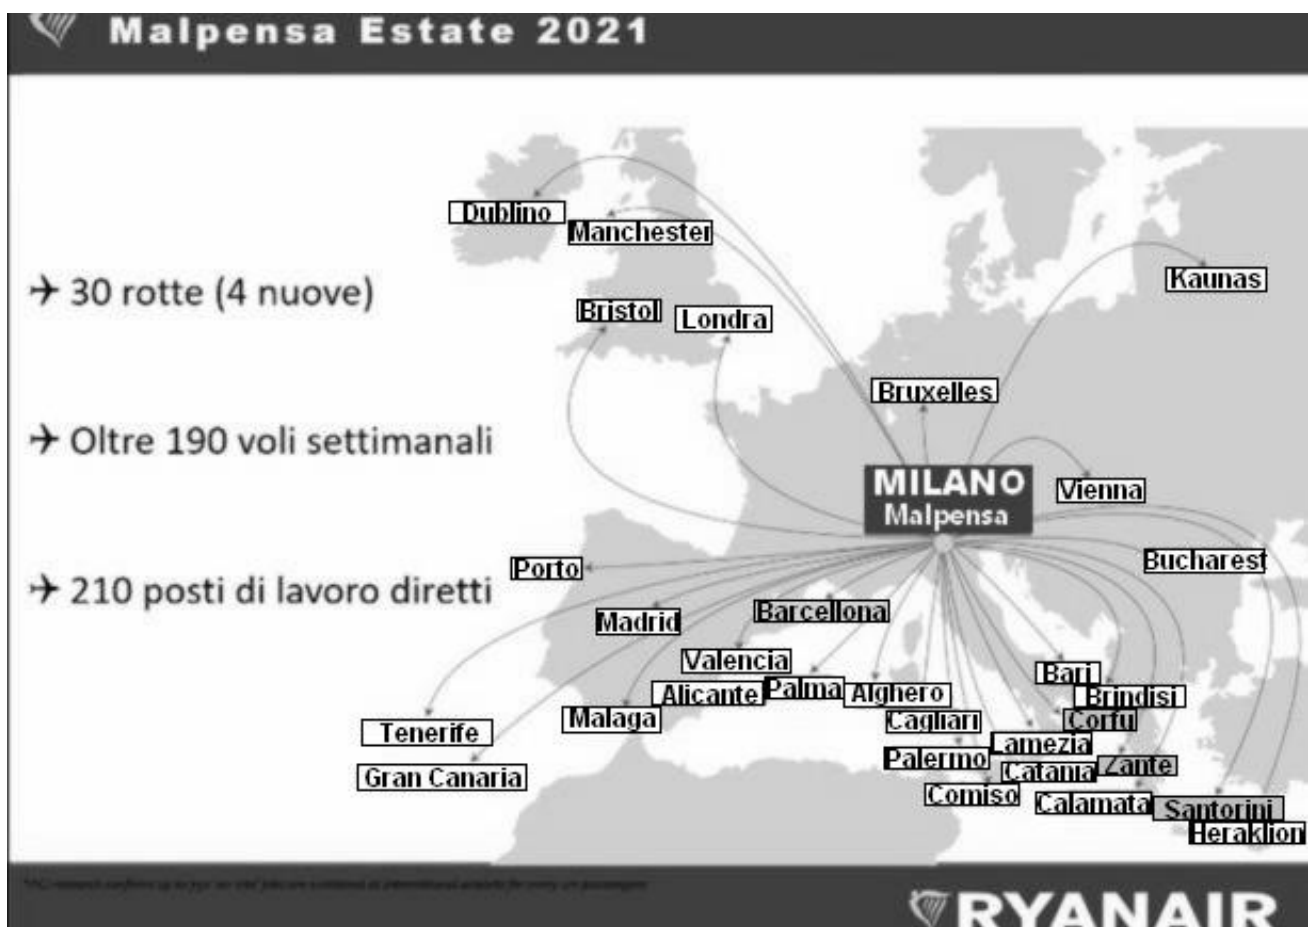 Malpensa Estate 2021
30 rotte (4 nuove)
Oltre 190 voli settimanali
210 posti di lavoro diretti
Dublino
Manchester
Kaunas
Bristol
Londra
Bruxelles
MILANO
Malpensa
Vienna
Porto
Bucharest
Madrid
Barcellona
Valencia
Bari
Alicante
Palma
Alghero
Brindisi
Malaga
Cagliari
Corfu
Tenerife
Lamezia
Palermo
Catania
Zante
Gran Canaria
Comiso
Calamata
Santorini
Heraklion
RYANAIR